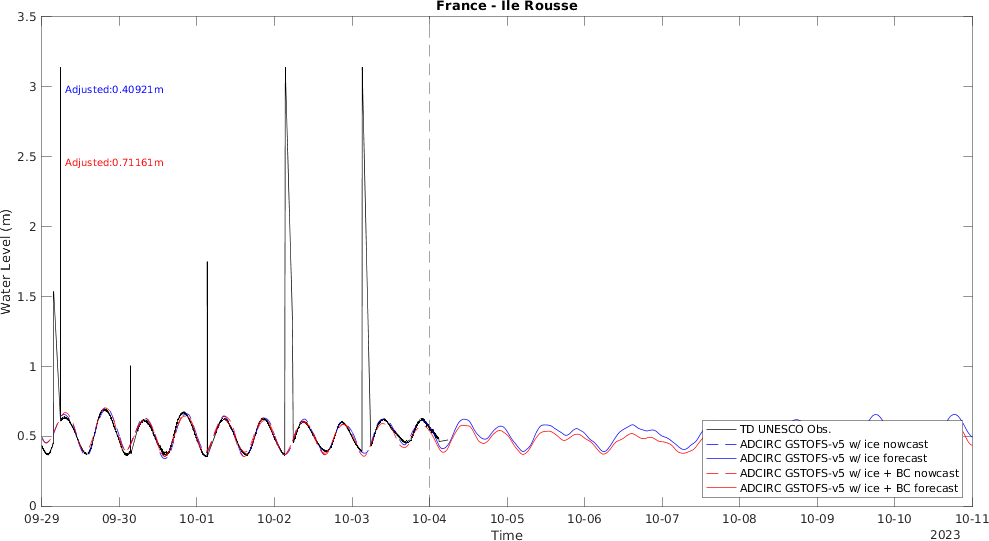 France - Ile Rousse
3.5
3
2.5
2
1.5
1
0.5
0
Water Level (m)
Adjusted:0.40921m
Adjusted:0.71161m
TD UNESCO Obs.
ADCIRC GSTOFS-v5 w/ ice nowcast
ADCIRC GSTOFS-v5 w/ ice forecast
ADCIRC GSTOFS-v5 w/ ice + BC nowcast
ADCIRC GSTOFS-v5 w/ ice + BC forecast
09-29 09-30 10-01 10-02 10-03 10-04 10-05 10-06 10-07 10-08 10-09 10-10 10-11
Time
2023